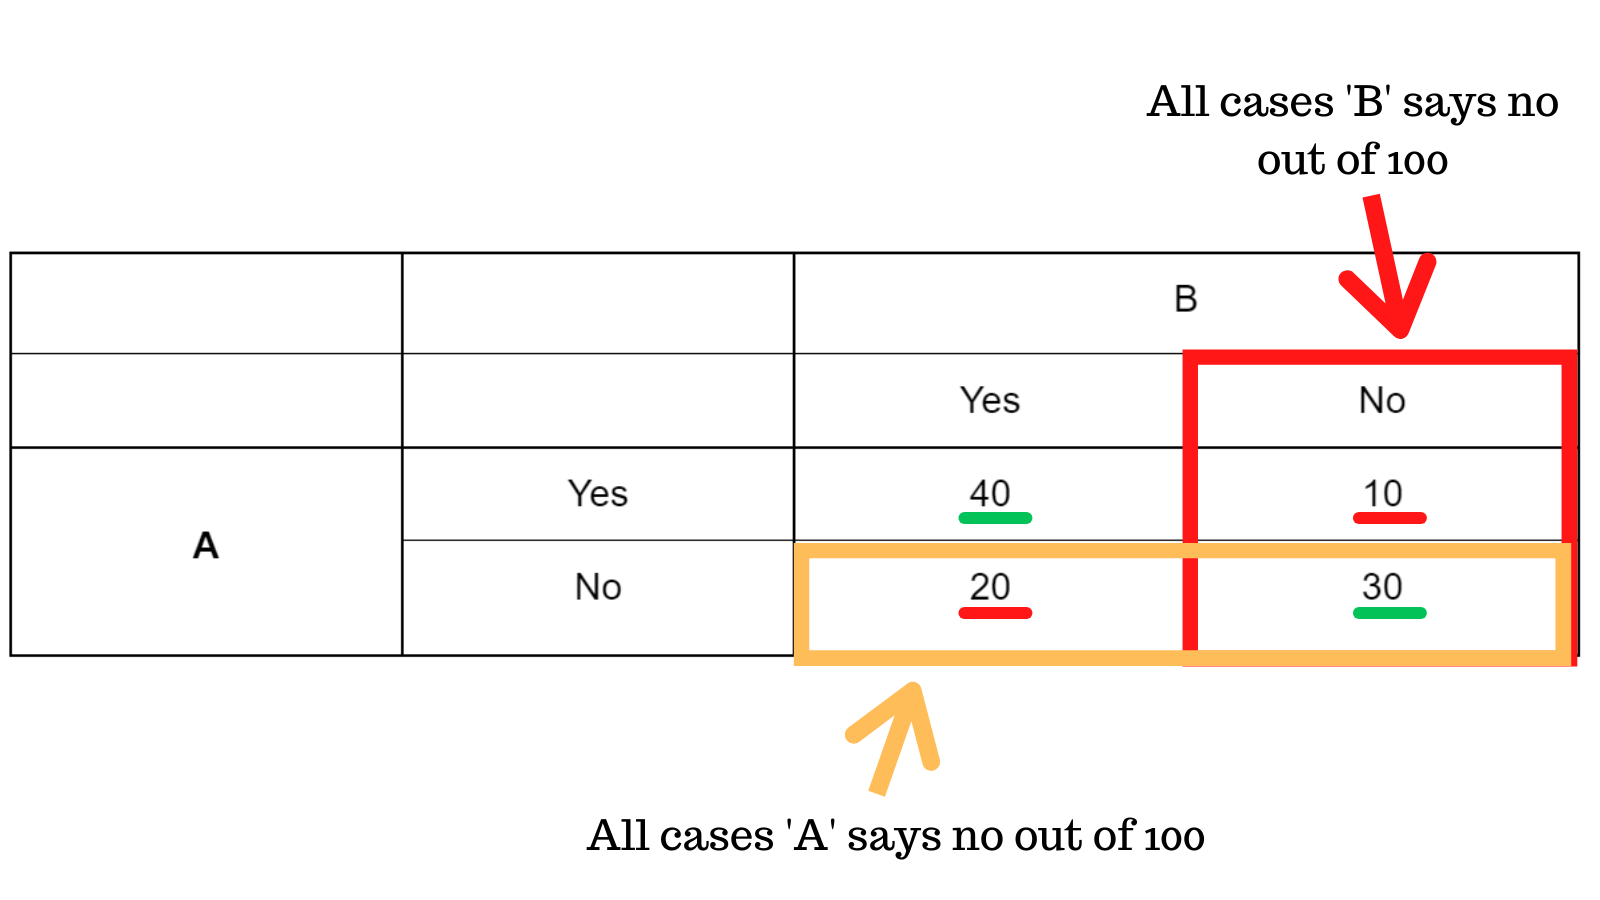 All cases 'B' says no
out of 100
B
Yes No
Yes 40 10
A
No 20 30
All cases 'A' says no out of 100